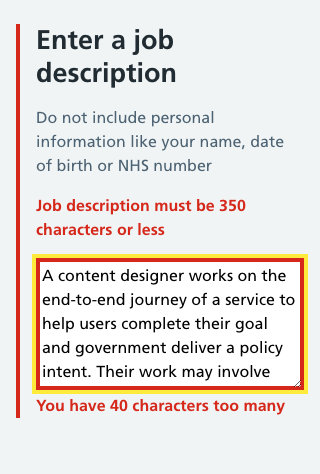 Enter a job
description
Do not include personal
information like your name, date
of birth or NHS number
Job description must be 350
characters or less
A content designer works on the
end-to-end journey of a service to
help users complete their goal
and government deliver a policy
intent. Their work may involve
You have 40 characters too many